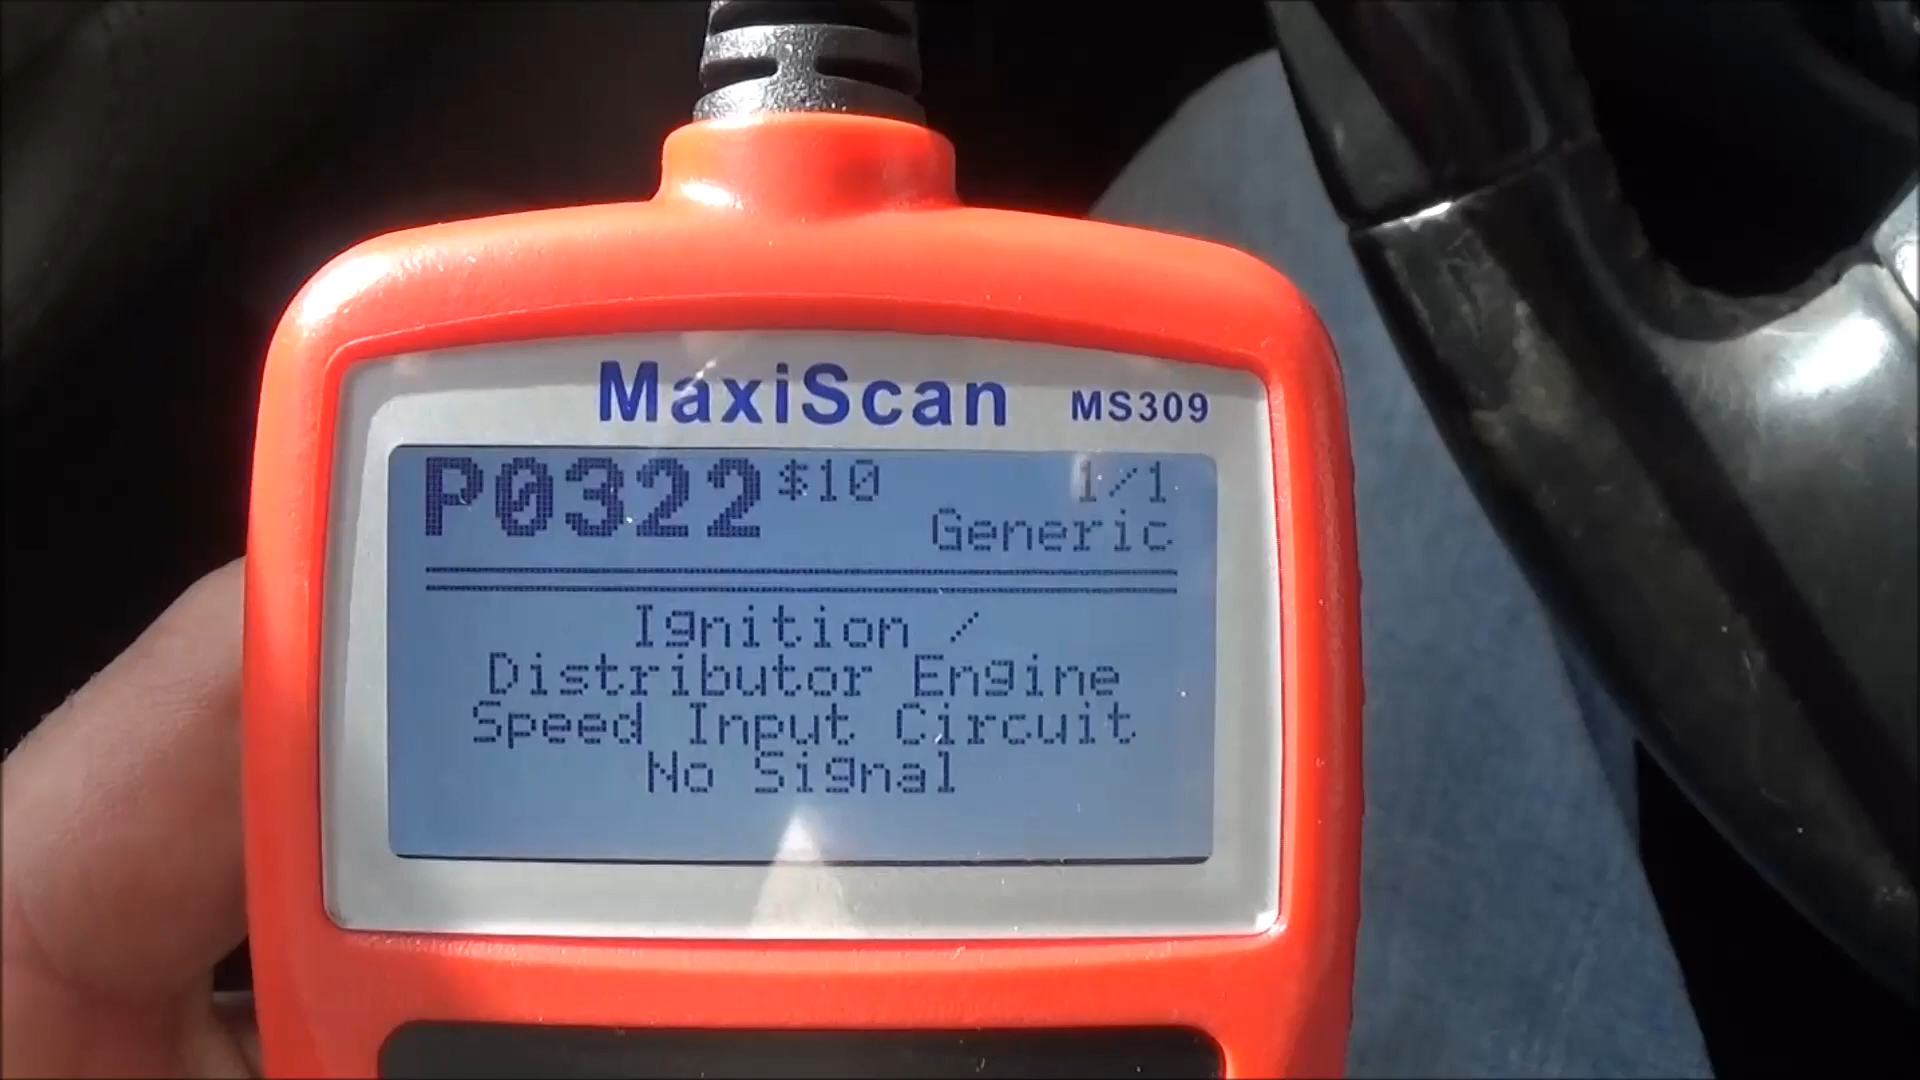 MaxiScan MS309
P0322 $10 1/1
Generic
Ignition /
Distributor Engine
Speed Input Circuit
No Signal